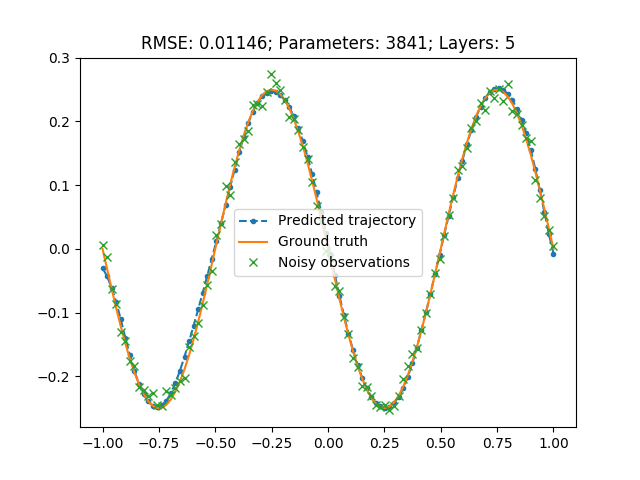 RMSE: 0.01146; Parameters: 3841; Layers: 5
0.3
0.2
0.1
0.0
−0.1
−0.2
Predicted trajectory
Ground truth
Noisy observations
−1.00 −0.75 −0.50 −0.25 0.00 0.25 0.50 0.75 1.00